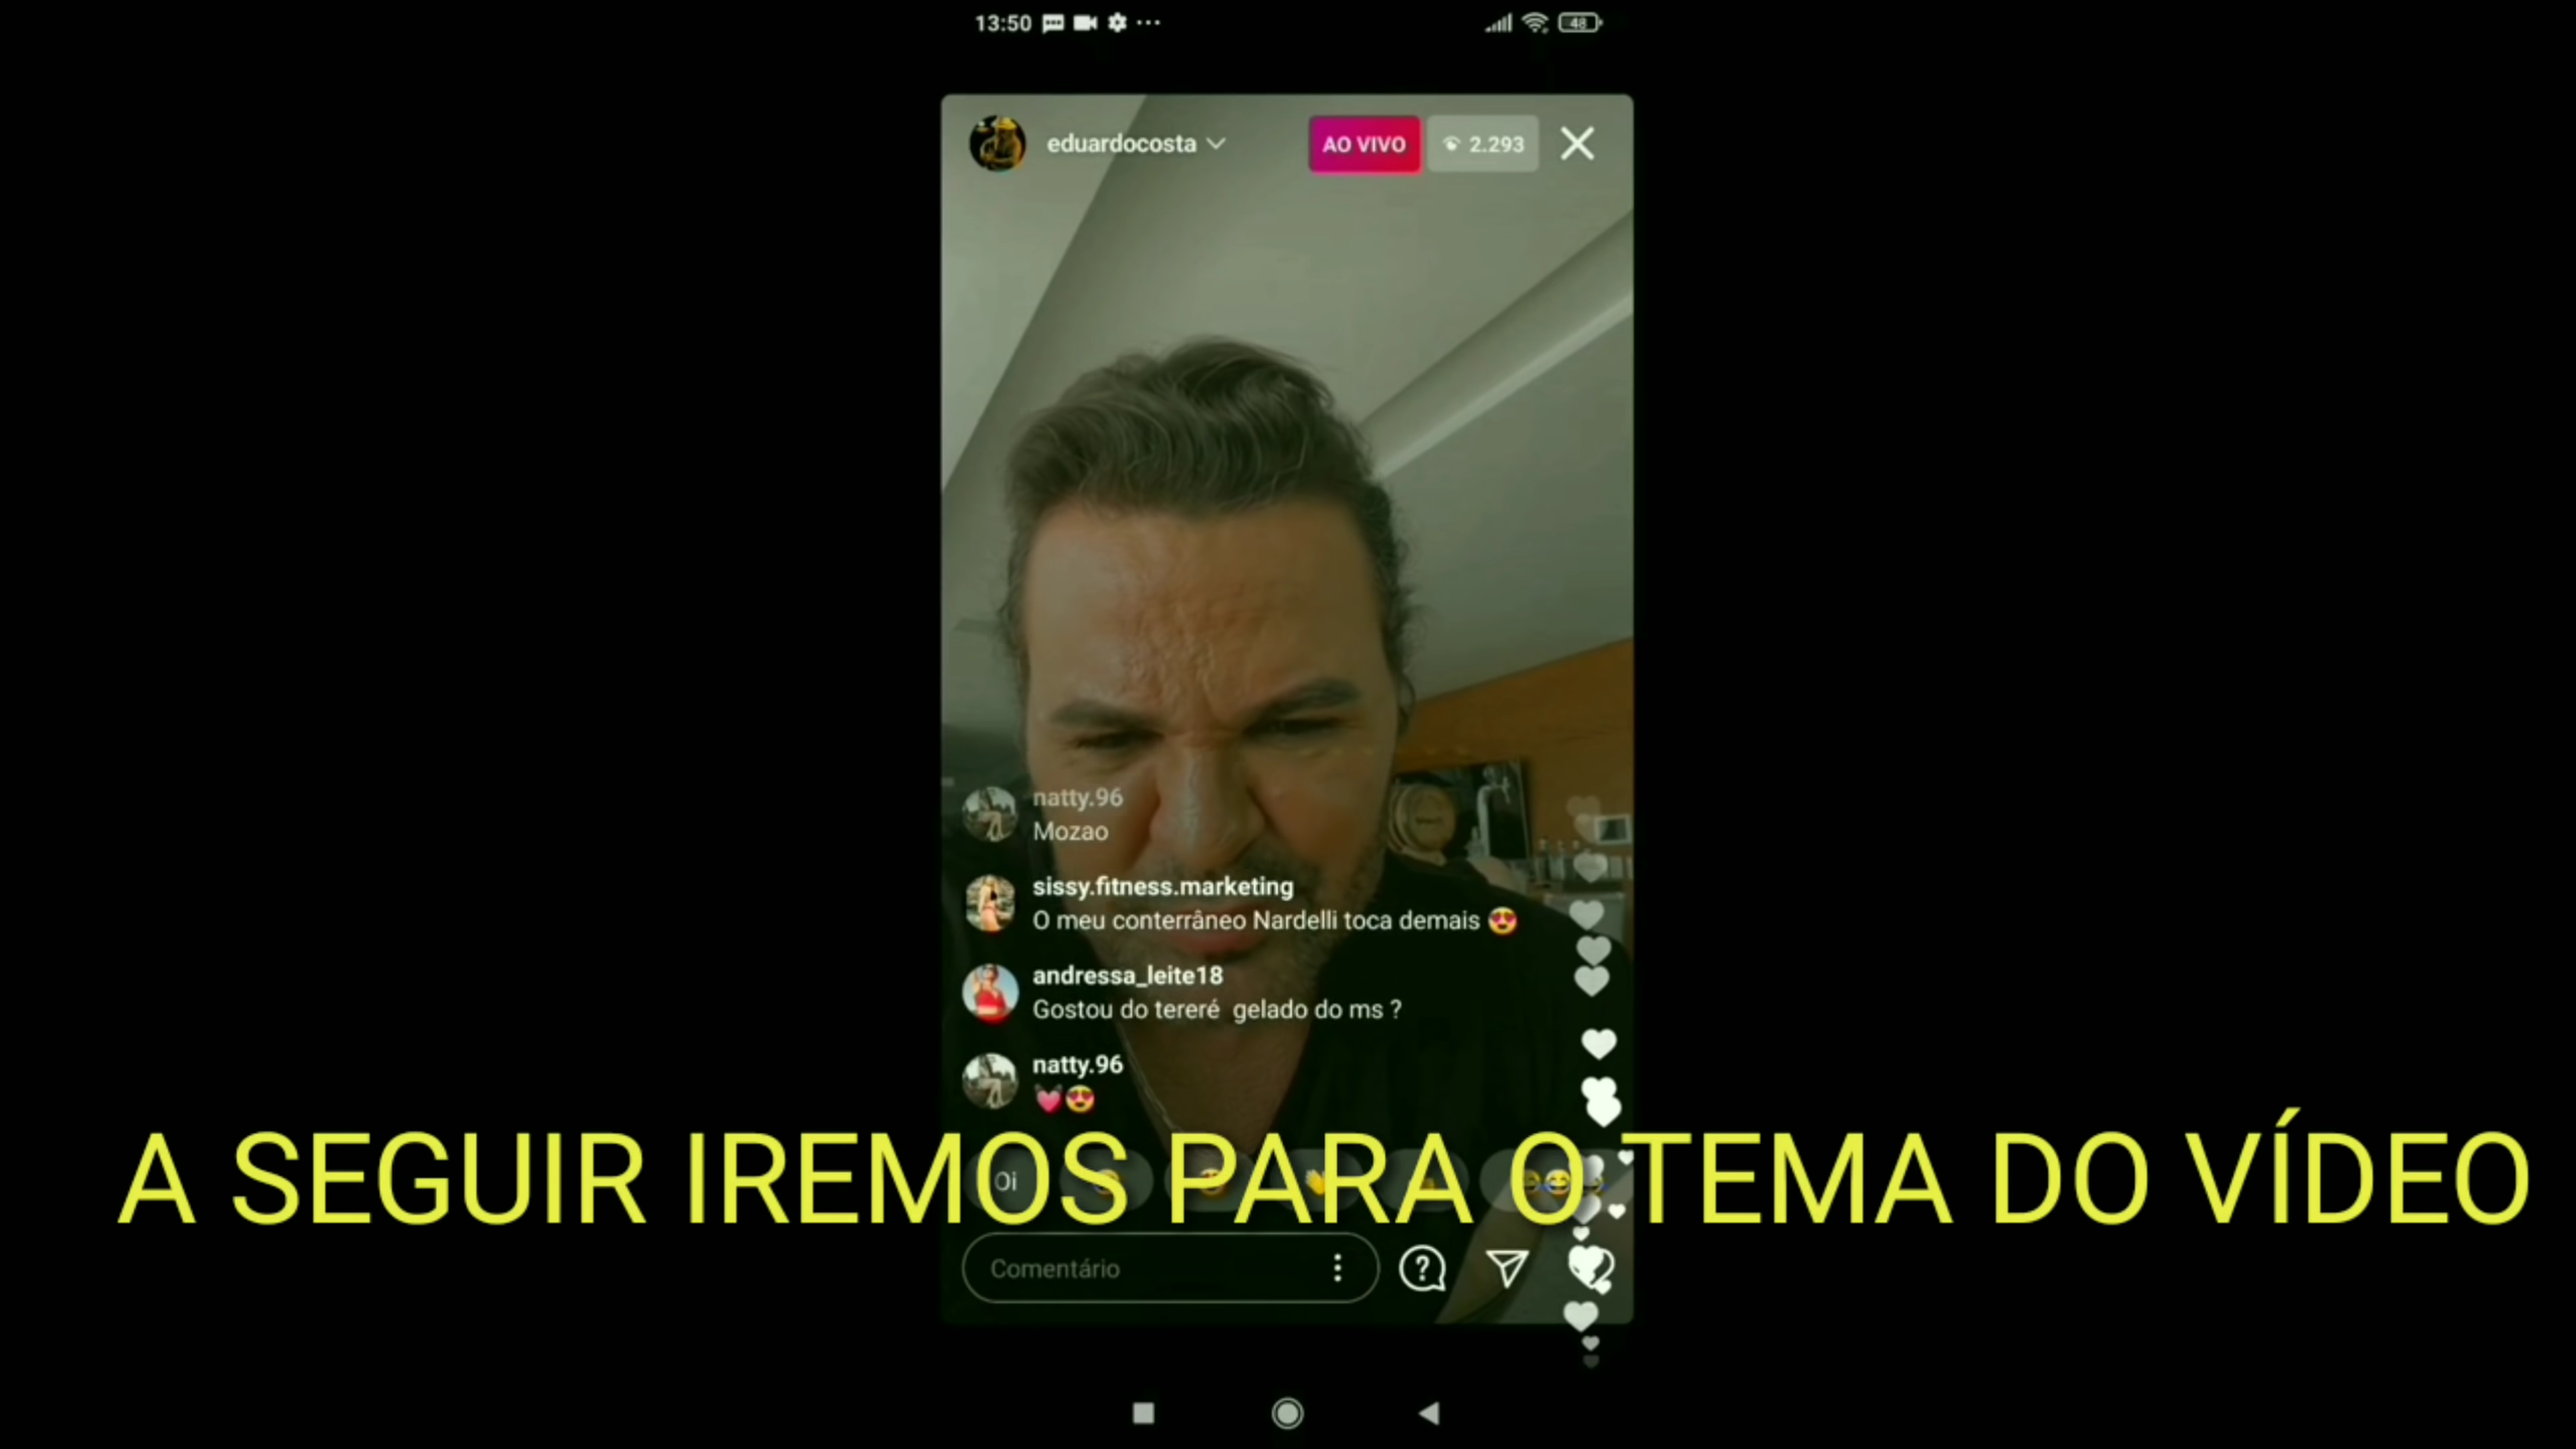 13:50
48
eduardocosta
AO VIVO
2.293
natty.96
Mozao
sissy.fitness.marketing
O meu conterrâneo Nardelli toca demais 😍
andressa_leite18
Gostou do tereré gelado do ms ?
natty.96
💓😍
A SEGUIR IREMOS PARA O TEMA DO VÍDEO
Oi
Comentário